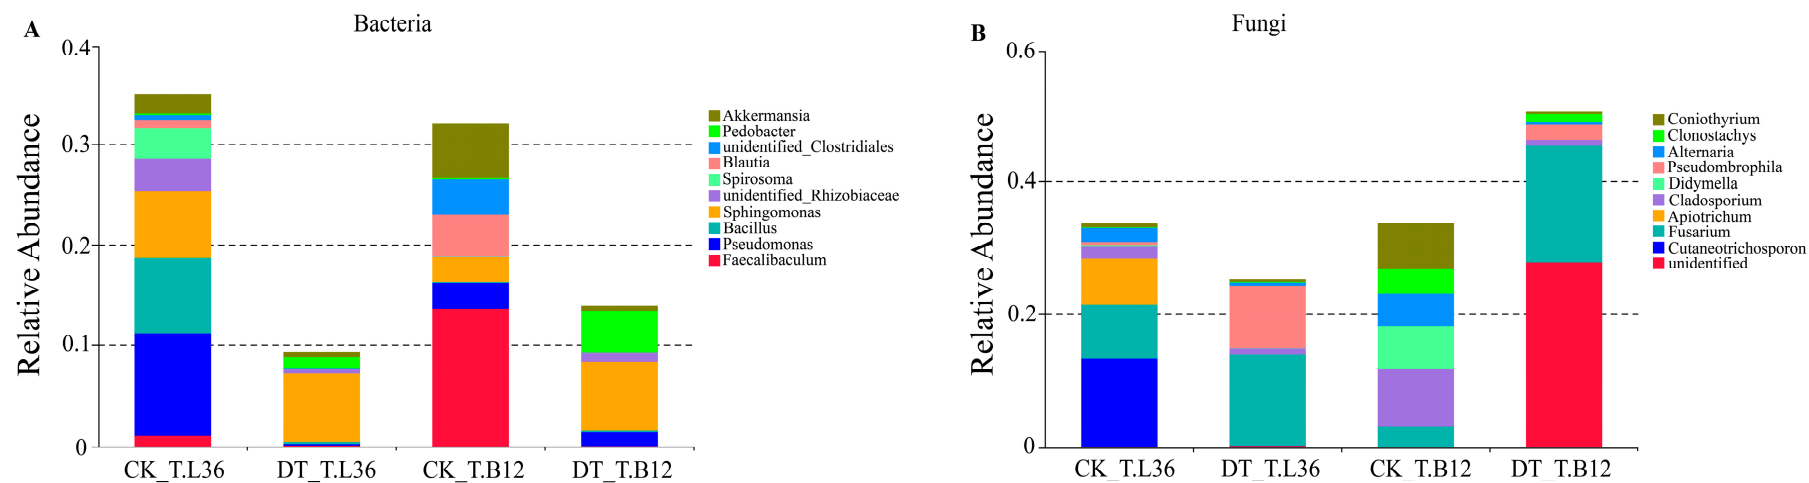 A
Bacteria
Relative Abundance
0.4
0.3
0.2
0.1
0
CK_T.L36
DT_T.L36
CK_T.B12
DT_T.B12
Akkermansia
Pedobacter
unidentified_Clostridiales
Blautia
Spirosoma
unidentified_Rhizobiaceae
Sphingomonas
Bacillus
Pseudomonas
Faecalibaculum
B
Fungi
Relative Abundance
0.6
0.4
0.2
0
CK_T.L36
DT_T.L36
CK_T.B12
DT_T.B12
Coniothyrium
Clonostachys
Alternaria
Pseudombrophila
Didymella
Cladosporium
Apiotrichum
Fusarium
Cutaneotrichosporon
unidentified